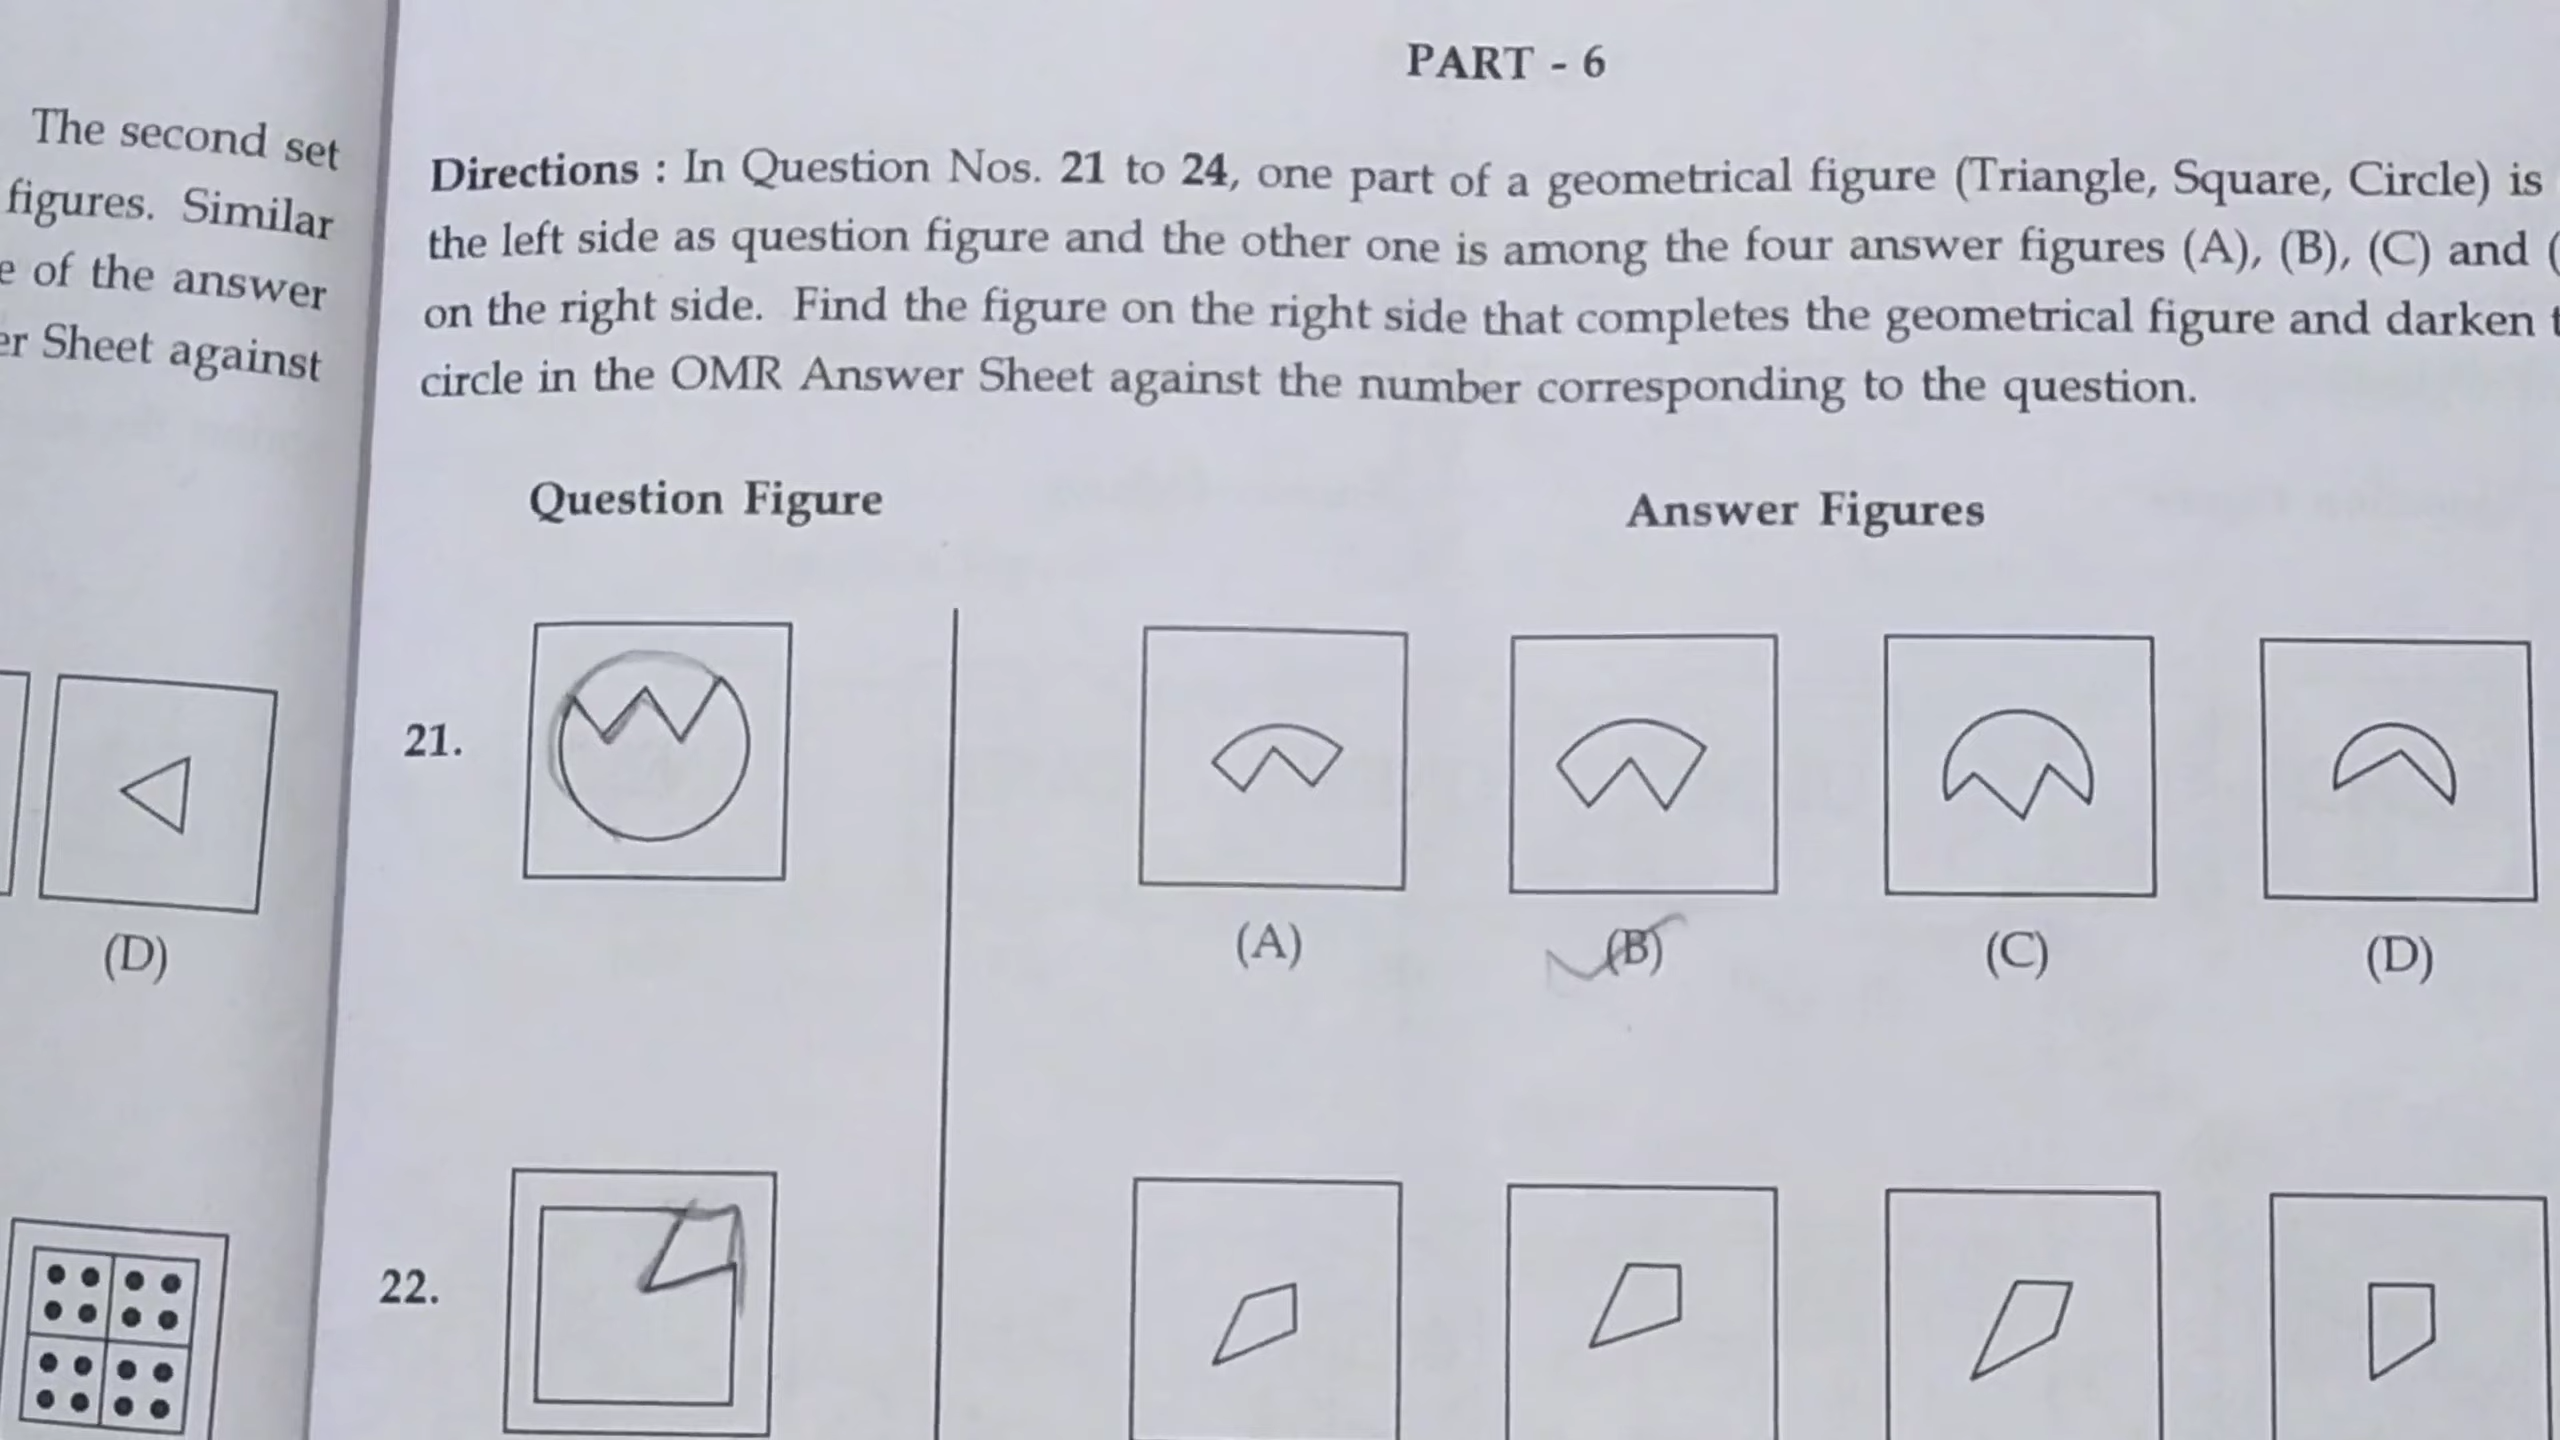 The second set
figures. Similar
of the answer
Sheet against
(D)
PART - 6
Directions : In Question Nos. 21 to 24, one part of a geometrical figure (Triangle, Square, Circle) is
the left side as question figure and the other one is among the four answer figures (A), (B), (C) and (
on the right side. Find the figure on the right side that completes the geometrical figure and darken t
circle in the OMR Answer Sheet against the number corresponding to the question.
Question Figure
Answer Figures
21.
(A) (B) (C) (D)
22.